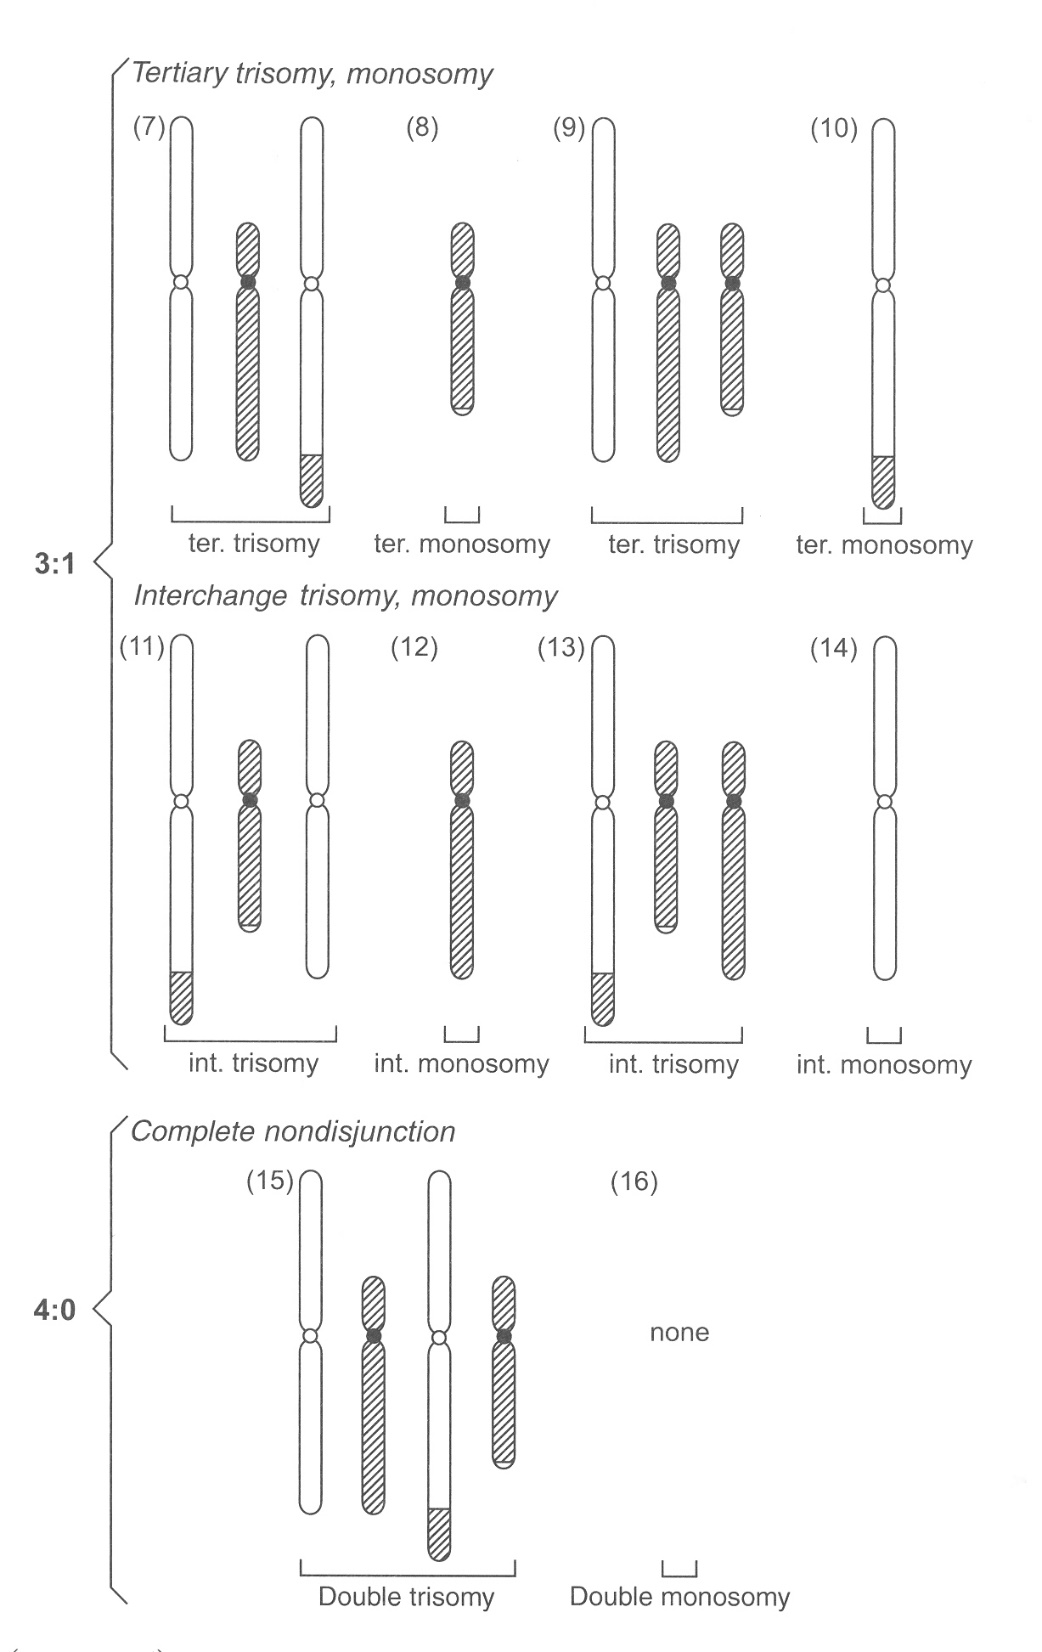 Tertiary trisomy, monosomy
(7) (8) (9) (10)
ter. trisomy ter. monosomy ter. trisomy ter. monosomy
3:1
Interchange trisomy, monosomy
(11) (12) (13) (14)
int. trisomy int. monosomy int. trisomy int. monosomy
Complete nondisjunction
(15) (16)
4:0
none
Double trisomy Double monosomy